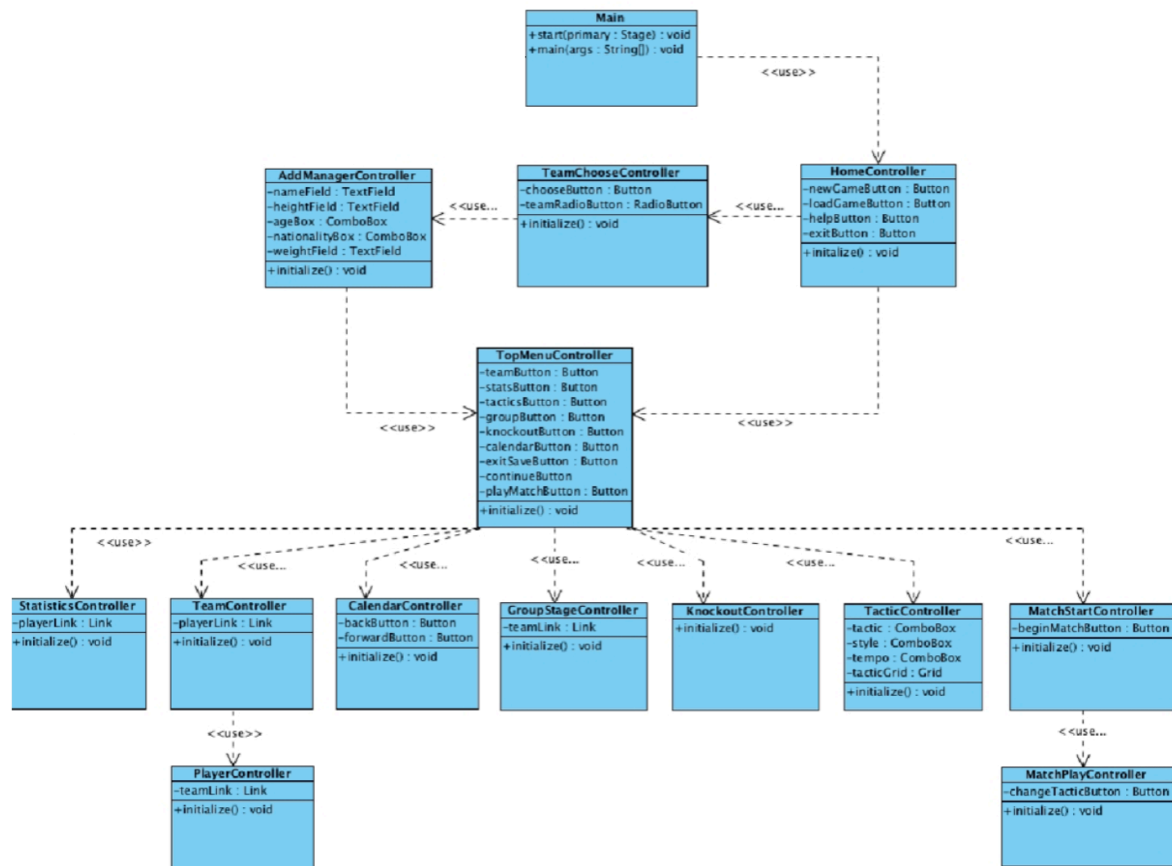 Main
+start(primary : Stage) : void
+main(args : String[]) : void
<<use>>
AddManagerController
-nameField : TextField
-heightField : TextField
-ageBox : ComboBox
-nationalityBox : ComboBox
-weightField : TextField
+initialize() : void
<<use...
TeamChooseController
-chooseButton : Button
-teamRadioButton : RadioButton
+initialize() : void
<<use...
HomeController
-newGameButton : Button
-loadGameButton : Button
-helpButton : Button
-exitButton : Button
+initalize() : void
<<use>>
TopMenuController
-teamButton : Button
-statsButton : Button
-tacticsButton : Button
-groupButton : Button
-knockoutButton : Button
-calendarButton : Button
-exitSaveButton : Button
-continueButton
-playMatchButton : Button
+initialize() : void
<<use>>
<<use>>
<<use...
<<use...
<<use...
<<use...
<<use...
<<use...
StatisticsController
-playerLink : Link
+initialize() : void
TeamController
-playerLink : Link
+initialize() : void
CalendarController
-backButton : Button
-forwardButton : Button
+initialize() : void
GroupStageController
-teamLink : Link
+initialize() : void
KnockoutController
+initialize() : void
TacticController
-tactic : ComboBox
-style : ComboBox
-tempo : ComboBox
-tacticGrid : Grid
+initialize() : void
MatchStartController
-beginMatchButton : Button
+initialize() : void
<<use>>
<<use...
PlayerController
-teamLink : Link
+initialize() : void
MatchPlayController
-changeTacticButton : Button
+initialize() : void